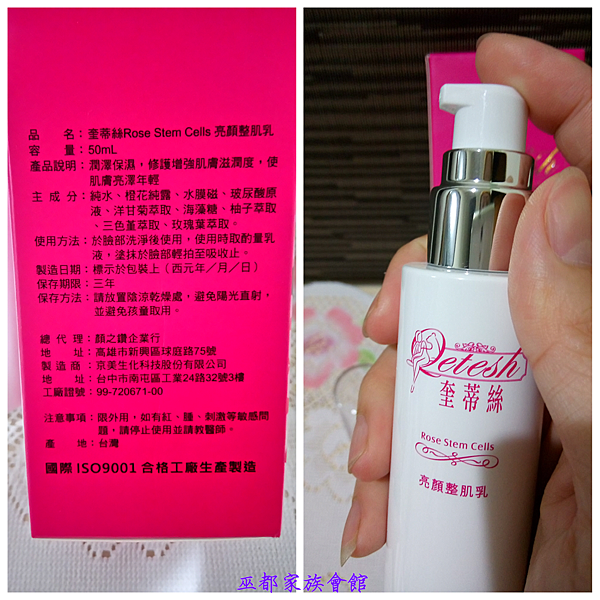 品　　名：奎蒂絲Rose Stem Cells 亮顏整肌乳
容　　量：50mL
產品說明：潤澤保濕，修護增強肌膚滋潤度，使
肌膚亮澤年輕
主 成 分：純水、橙花純露、水膜磁、玻尿酸原
液、洋甘菊萃取、海藻糖、柚子萃取
、三色堇萃取、玫瑰葉萃取。
使用方法：於臉部洗淨後使用，使用時取酌量乳
液，塗抹於臉部輕拍至吸收止。
製造日期：標示於包裝上（西元年／月／日）
保存期限：三年
保存方法：請放置陰涼乾燥處，避免陽光直射，
並避免孩童取用。
總 代 理：顏之鑽企業行
地　　址：高雄市新興區球庭路75號
製 造 商：京美生化科技股份有限公司
地　　址：台中市南屯區工業24路32號3樓
工廠證號：99-720671-00
注意事項：限外用，如有紅、腫、刺激等敏感問
題，請停止使用並請教醫師。
產　　地：台灣
國際 ISO9001 合格工廠生產製造
Qetesh
奎蒂絲
Rose Stem Cells
亮顏整肌乳
巫都家族會館